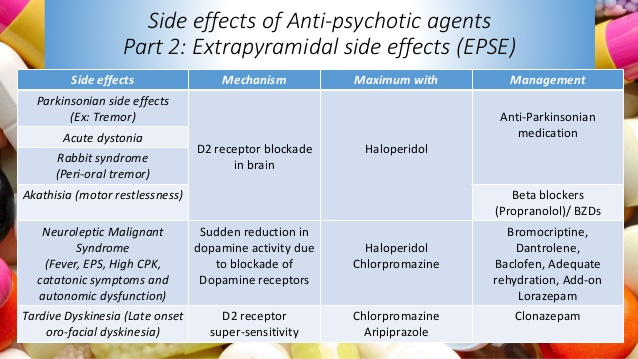 Side effects of Anti-psychotic agents
Part 2: Extrapyramidal side effects (EPSE)
Side effects Mechanism Maximum with Management
Parkinsonian side effects
(Ex: Tremor)
Acute dystonia
Rabbit syndrome
(Peri-oral tremor)
Akathisia (motor restlessness)
D2 receptor blockade
in brain
Haloperidol
Anti-Parkinsonian
medication
Beta blockers
(Propranolol)/ BZDs
Neuroleptic Malignant
Syndrome
(Fever, EPS, High CPK,
catatonic symptoms and
autonomic dysfunction)
Sudden reduction in
dopamine activity due
to blockade of
Dopamine receptors
Haloperidol
Chlorpromazine
Bromocriptine,
Dantrolene,
Baclofen, Adequate
rehydration, Add-on
Lorazepam
Tardive Dyskinesia (Late onset
oro-facial dyskinesia)
D2 receptor
super-sensitivity
Chlorpromazine
Aripiprazole
Clonazepam